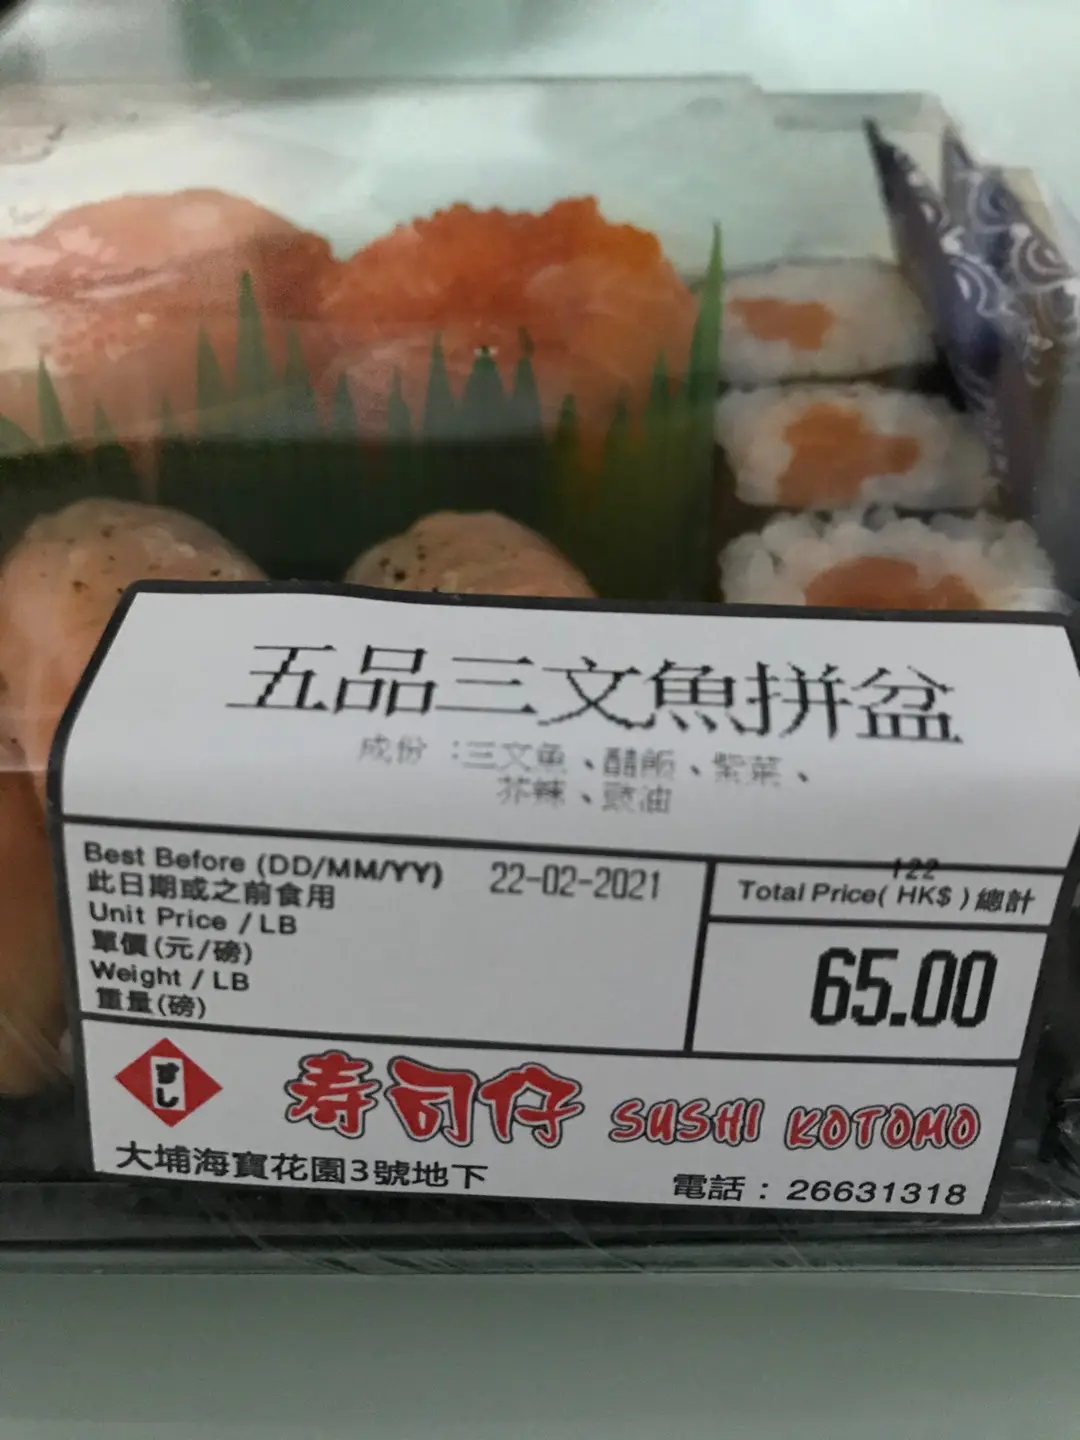 五品三文魚拼盆
成份：三文魚、醋飯、紫菜、
芥辣、豉油
Best Before (DD/MM/YY) 22-02-2021
此日期或之前食用
Unit Price / LB
單價(元/磅)
Weight / LB
重量(磅)
122
Total Price( HK$ ) 總計
65.00
すし
寿司仔 SUSHI KOTOMO
大埔海寶花園3號地下
電話：26631318